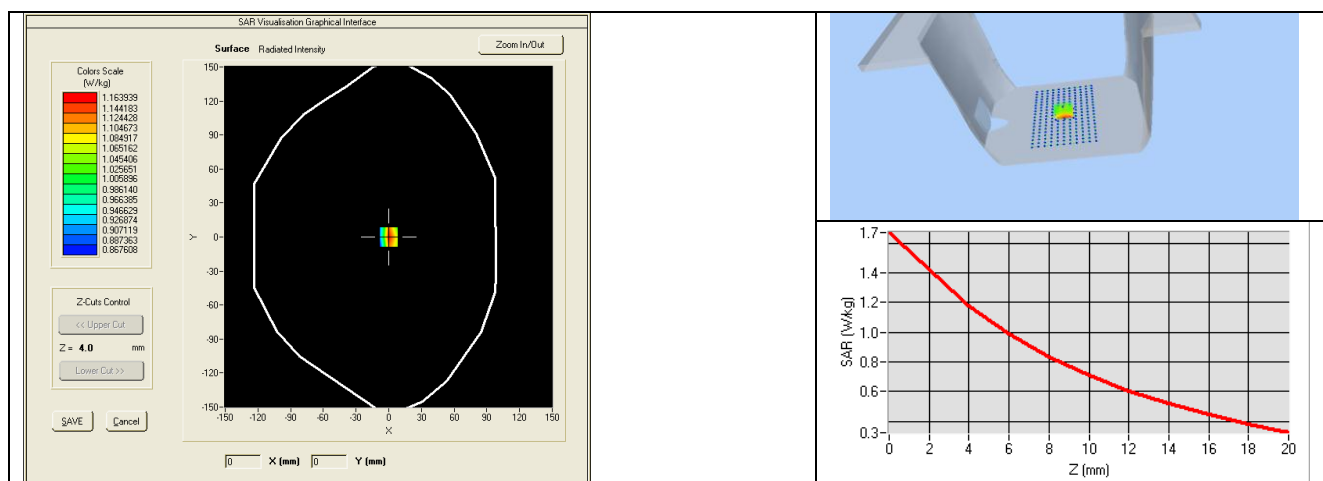 SAR Visualisation Graphical Interface
Surface Radiated Intensity
Zoom In/Out
Colors Scale
(W/kg)
1.163939
1.144183
1.124428
1.104673
1.084917
1.065162
1.045406
1.025651
1.005896
0.986140
0.966385
0.946629
0.926874
0.907119
0.887363
0.867608
Z-Cuts Control
<< Upper Cut
Z = 4.0 mm
Lower Cut >>
SAVE Cancel
150
120
90
60
30
0
-30
-60
-90
-120
-150
Y
-150 -120 -90 -60 -30 0 30 60 90 120 150
X
0 X (mm) 0 Y (mm)
1.7
1.4
1.2
1.0
0.8
0.6
0.3
SAR (W/kg)
0 2 4 6 8 10 12 14 16 18 20
Z (mm)